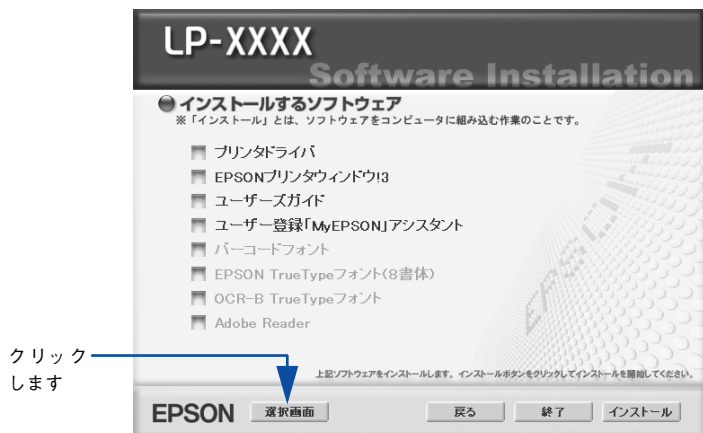 LP-XXXX
Software Installation
インストールするソフトウェア
※「インストール」とは、ソフトウェアをコンピュータに組み込む作業のことです。
プリンタドライバ
EPSONプリンタウィンドウ!3
ユーザーズガイド
ユーザー登録「MyEPSON」アシスタント
バーコードフォント
EPSON TrueTypeフォント(8書体)
OCR-B TrueTypeフォント
Adobe Reader
EPSON
クリック
します
上記ソフトウェアをインストールします。インストールボタンをクリックしてインストールを開始してください。
EPSON 選択画面 戻る 終了 インストール